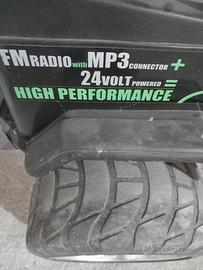 FM RADIO with MP3 CONNECTOR +
24VOLT POWERED =
HIGH PERFORMANCE